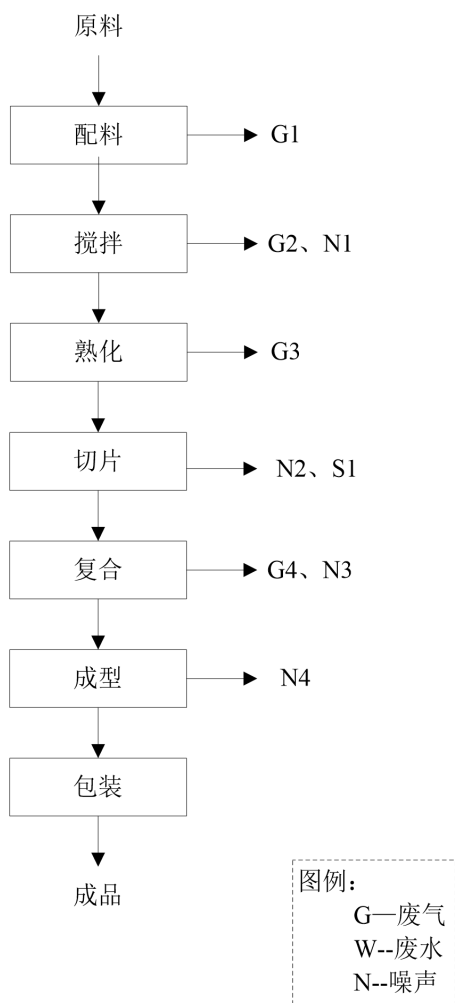 原料
配料
G1
搅拌
G2、N1
熟化
G3
切片
N2、S1
复合
G4、N3
成型
N4
包装
成品
图例：
G—废气
W--废水
N--噪声